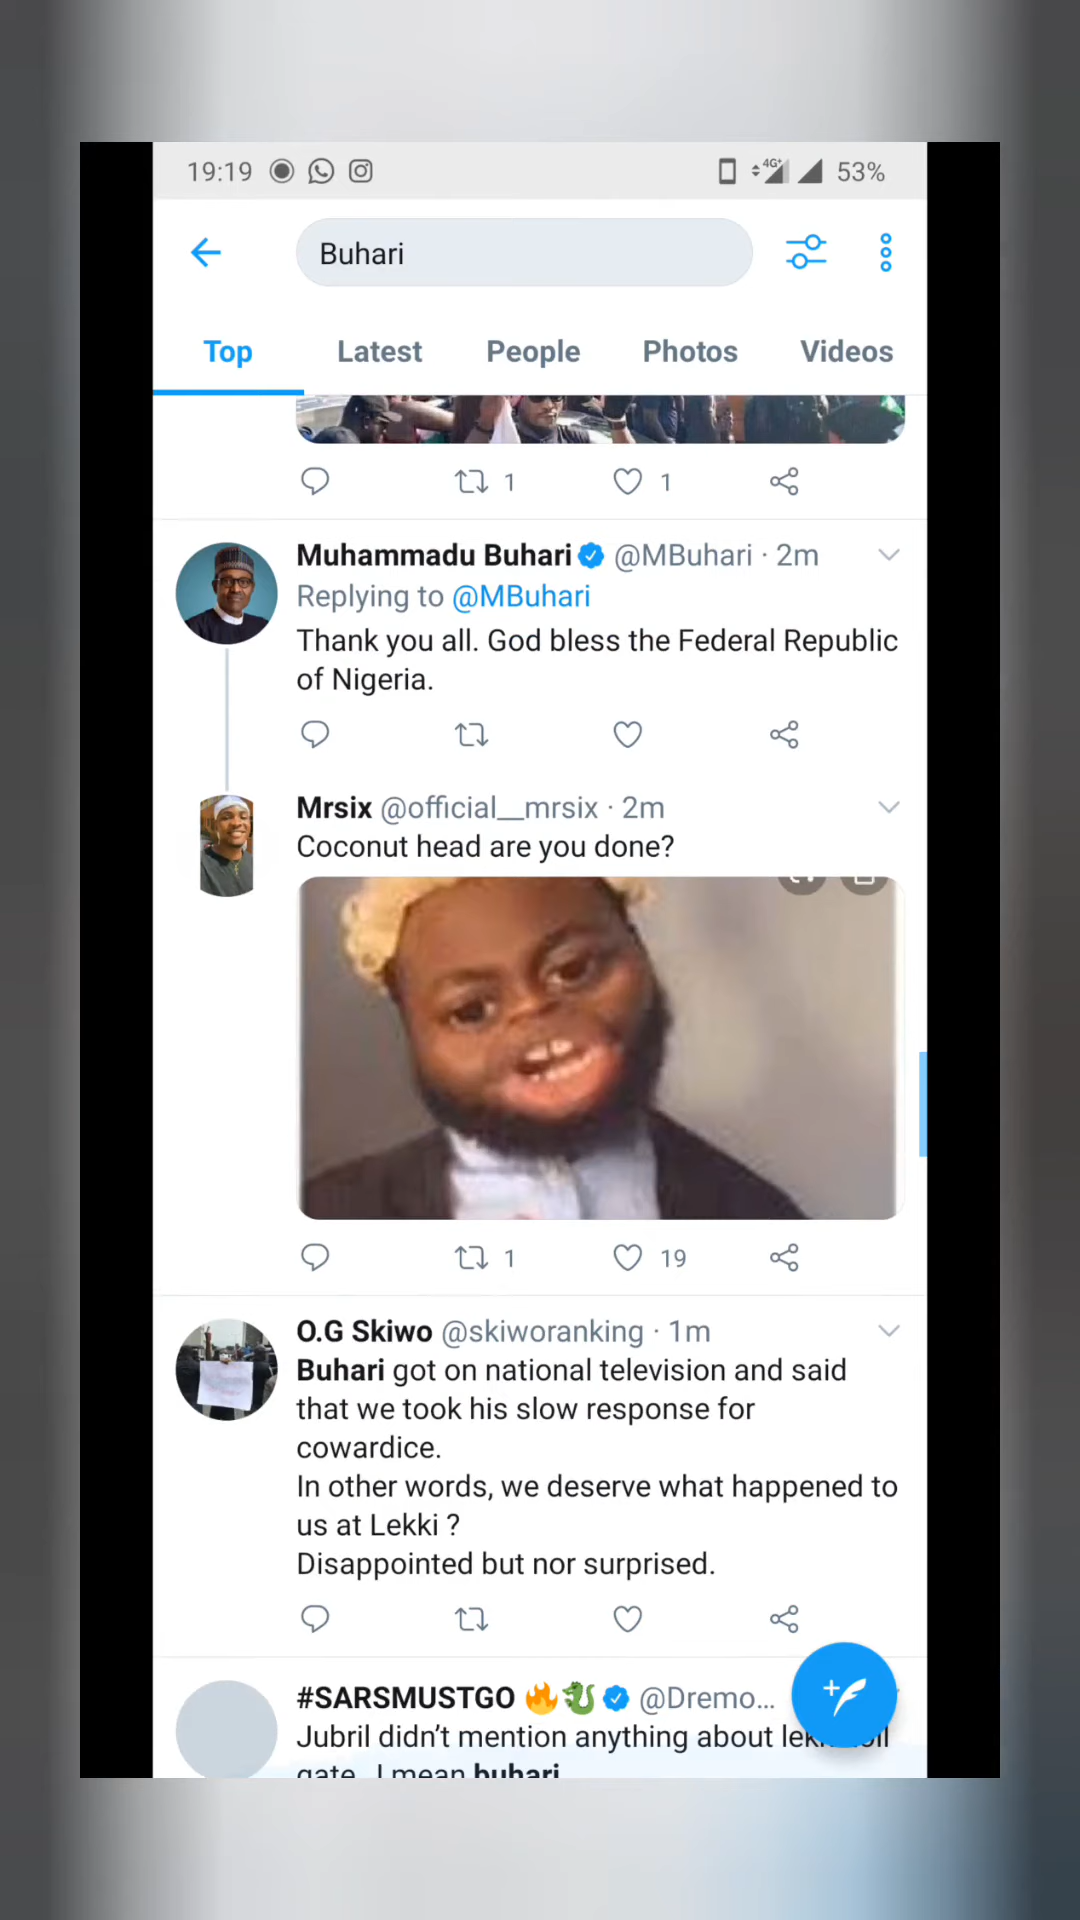 19:19 4G+ 53%
Buhari
Top Latest People Photos Videos
1 1
Muhammadu Buhari @MBuhari · 2m
Replying to @MBuhari
Thank you all. God bless the Federal Republic
of Nigeria.
Mrsix @official__mrsix · 2m
Coconut head are you done?
1 19
O.G Skiwo @skiworanking · 1m
Buhari got on national television and said
that we took his slow response for
cowardice.
In other words, we deserve what happened to
us at Lekki ?
Disappointed but nor surprised.
#SARSMUSTGO 🔥🐉 @Dremo...
Jubril didn't mention anything about
gate. I mean buhari